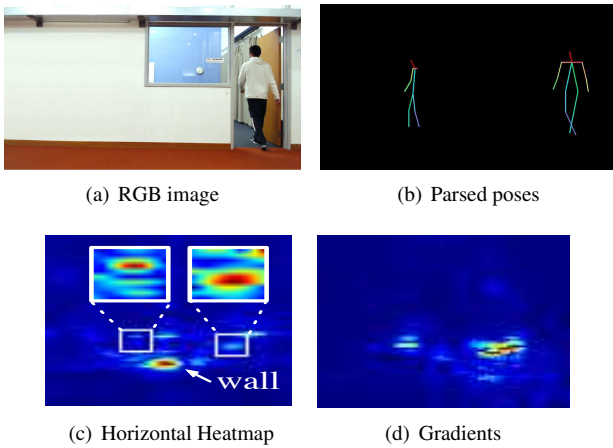 (a) RGB image
(b) Parsed poses
wall
(c) Horizontal Heatmap
(d) Gradients